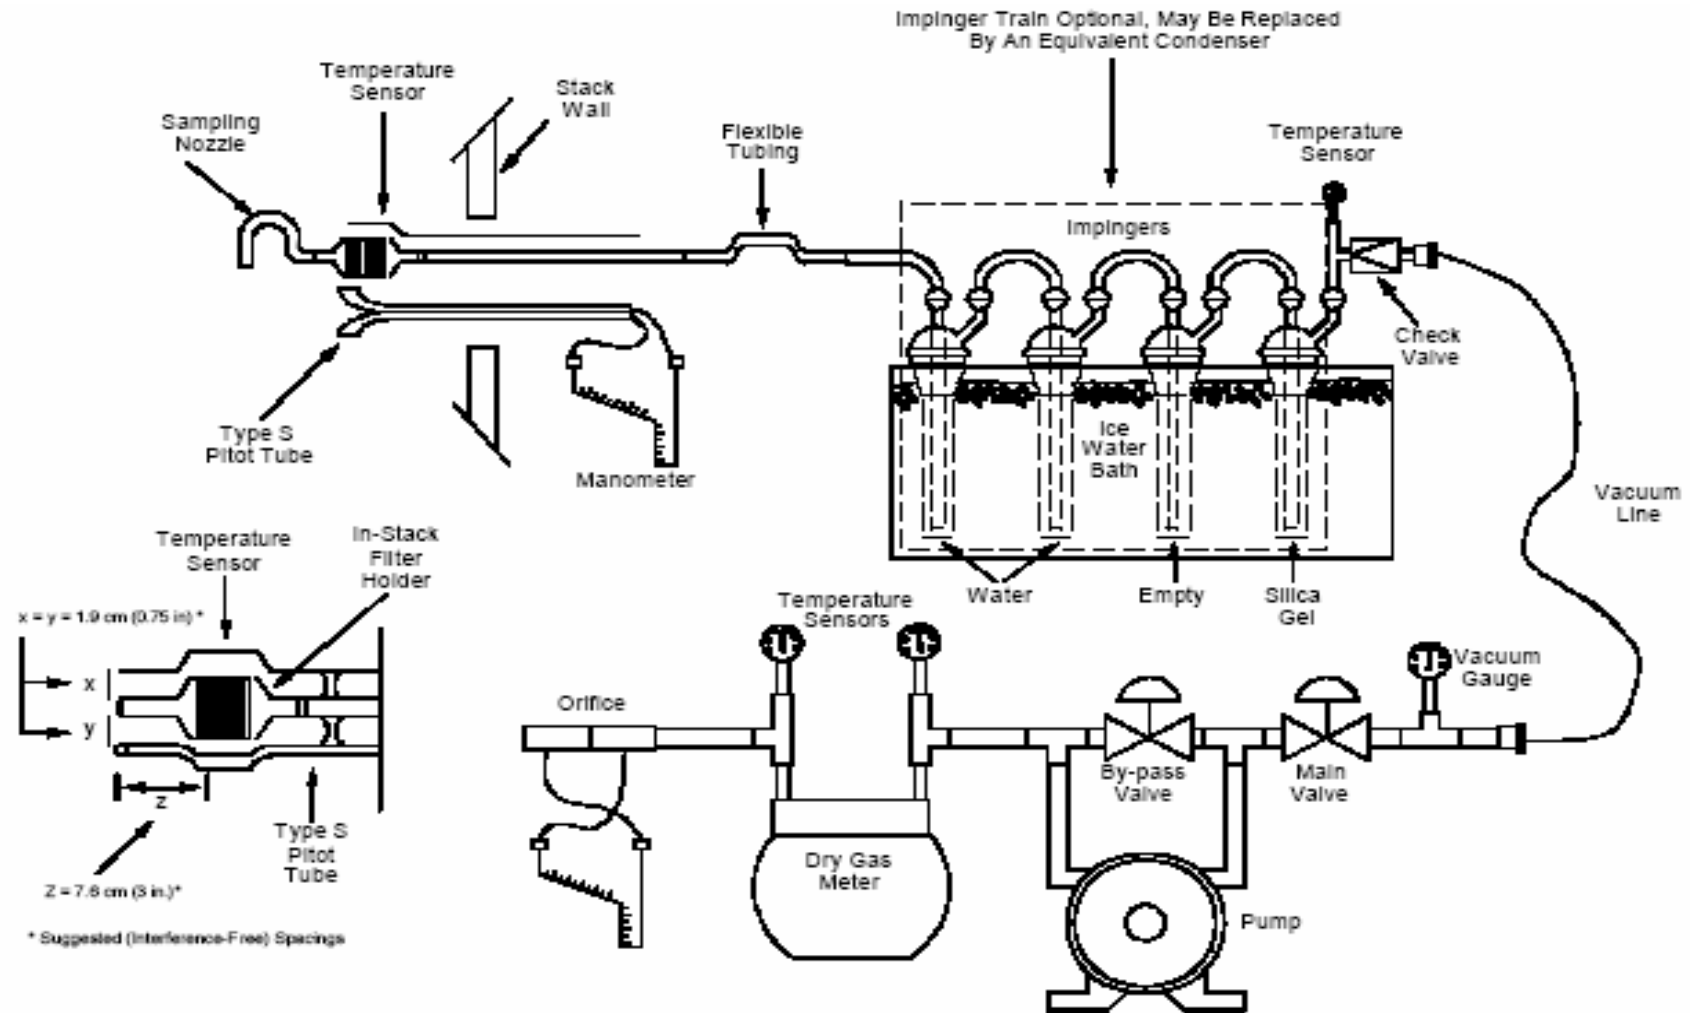 Impinger Train Optional, May Be Replaced
By An Equivalent Condenser
Temperature
Sensor
Stack
Wall
Sampling
Nozzle
Flexible
Tubing
Temperature
Sensor
Impingers
Check
Valve
Type S
Pitot Tube
Manometer
Ice
Water
Bath
Vacuum
Line
Water
Empty
Silica
Gel
Temperature
Sensor
In-Stack
Filter
Holder
x = y = 1.9 cm (0.75 in) *
x
y
z
Z = 7.6 cm (3 in.)*
Type S
Pitot
Tube
* Suggested (Interference-Free) Spacings
Temperature
Sensors
Orifice
Vacuum
Gauge
By-pass
Valve
Main
Valve
Dry Gas
Meter
Pump